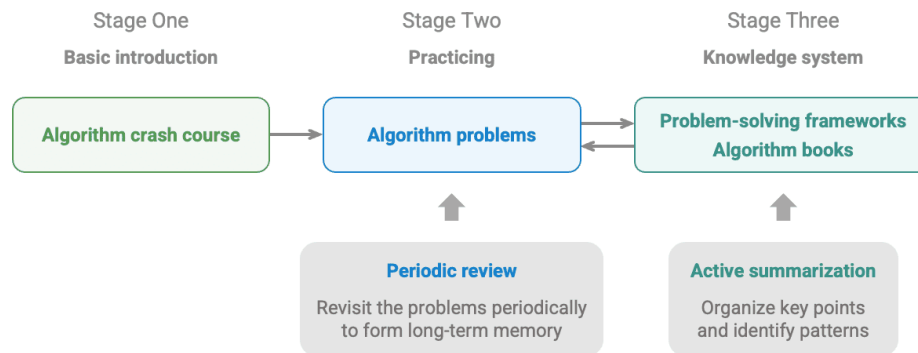 Stage One
Stage Two
Stage Three
Basic introduction
Practicing
Knowledge system
Algorithm crash course
Algorithm problems
Problem-solving frameworks
Algorithm books
Periodic review
Revisit the problems periodically
to form long-term memory
Active summarization
Organize key points
and identify patterns